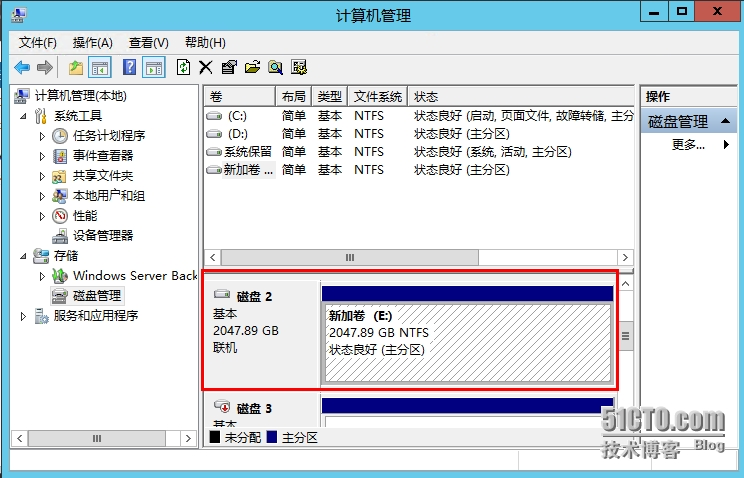 计算机管理
文件(F) 操作(A) 查看(V) 帮助(H)
计算机管理(本地)
系统工具
任务计划程序
事件查看器
共享文件夹
本地用户和组
性能
设备管理器
存储
Windows Server Back
磁盘管理
服务和应用程序
卷 布局 类型 文件系统 状态
(C:) 简单 基本 NTFS 状态良好 (启动, 页面文件, 故障转储, 主分
(D:) 简单 基本 NTFS 状态良好 (主分区)
系统保留 简单 基本 NTFS 状态良好 (系统, 活动, 主分区)
新加卷 ... 简单 基本 NTFS 状态良好 (主分区)
磁盘 2
基本
2047.89 GB
联机
新加卷 (E:)
2047.89 GB NTFS
状态良好 (主分区)
磁盘 3
基本
未分配 主分区
操作
磁盘管理
更多...
51CTO.com
技术博客 Blog